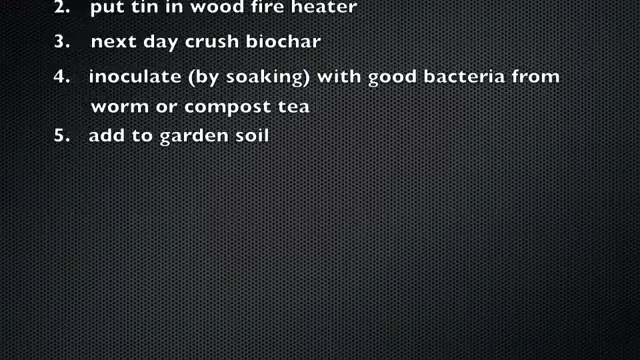 2. put tin in wood fire heater
3. next day crush biochar
4. inoculate (by soaking) with good bacteria from
worm or compost tea
5. add to garden soil